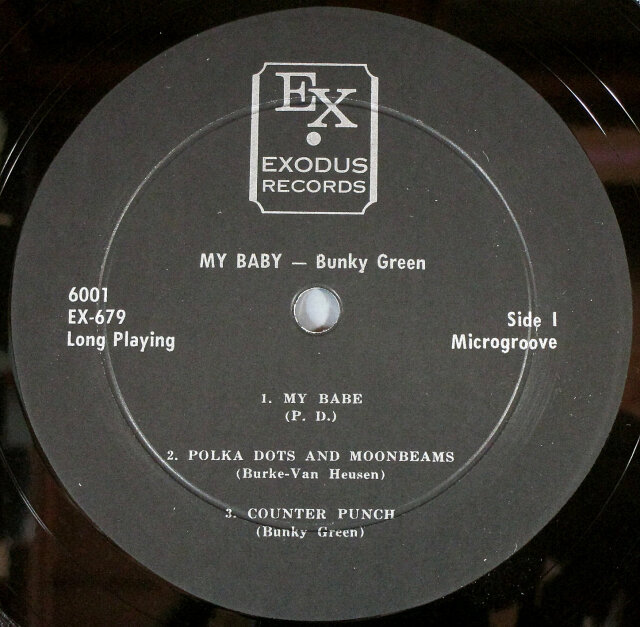 EX
EXODUS
RECORDS
MY BABY — Bunky Green
6001
EX-679
Long Playing
Side 1
Microgroove
1. MY BABE
(P. D.)
2. POLKA DOTS AND MOONBEAMS
(Burke-Van Heusen)
3. COUNTER PUNCH
(Bunky Green)